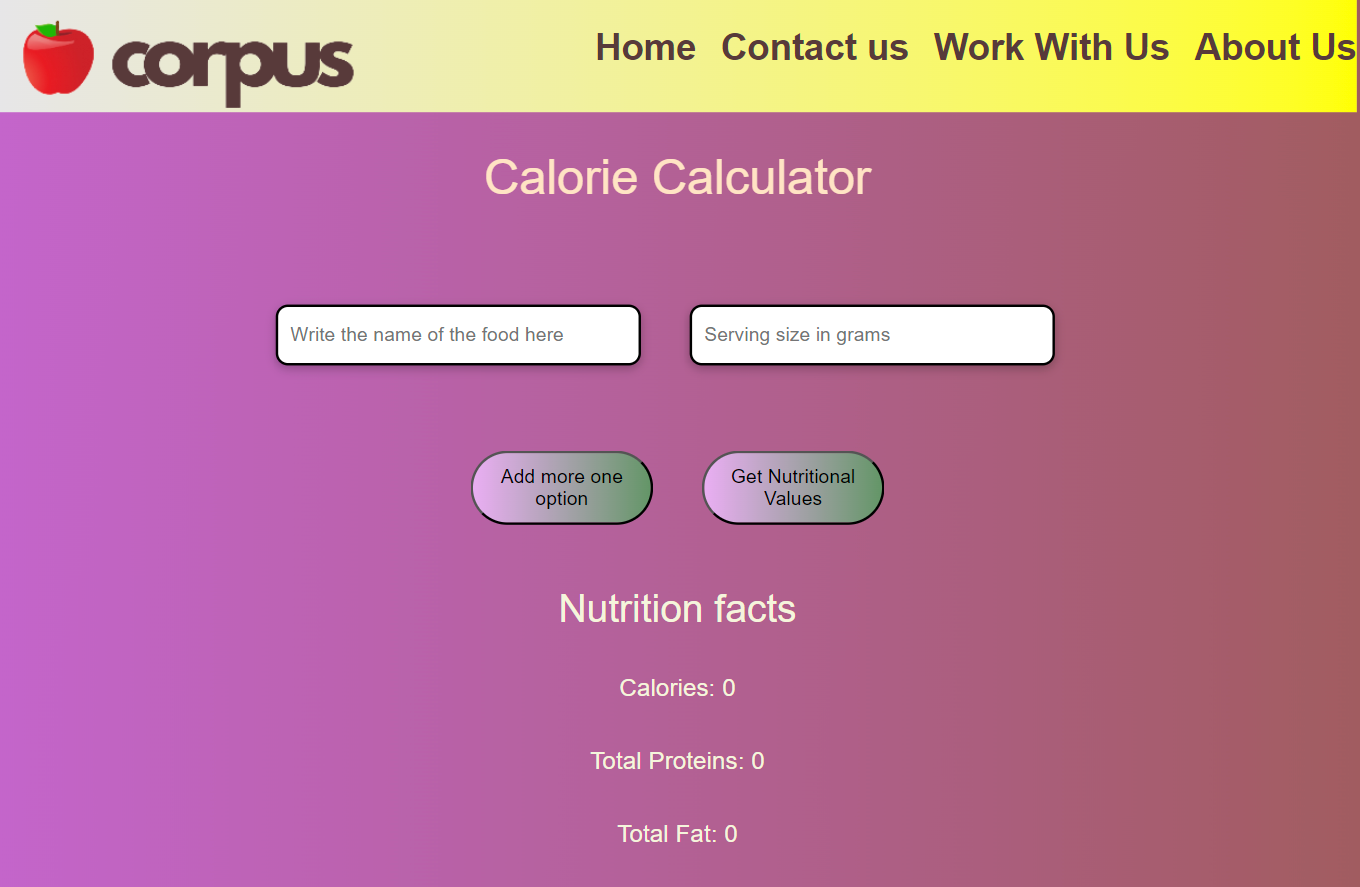 corpus
Home Contact us Work With Us About Us
Calorie Calculator
Write the name of the food here
Serving size in grams
Add more one
option
Get Nutritional
Values
Nutrition facts
Calories: 0
Total Proteins: 0
Total Fat: 0